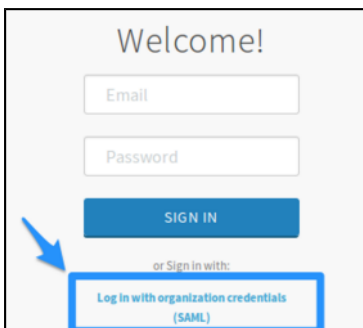 Welcome!
Email
Password
SIGN IN
or Sign in with:
Log in with organization credentials
(SAML)